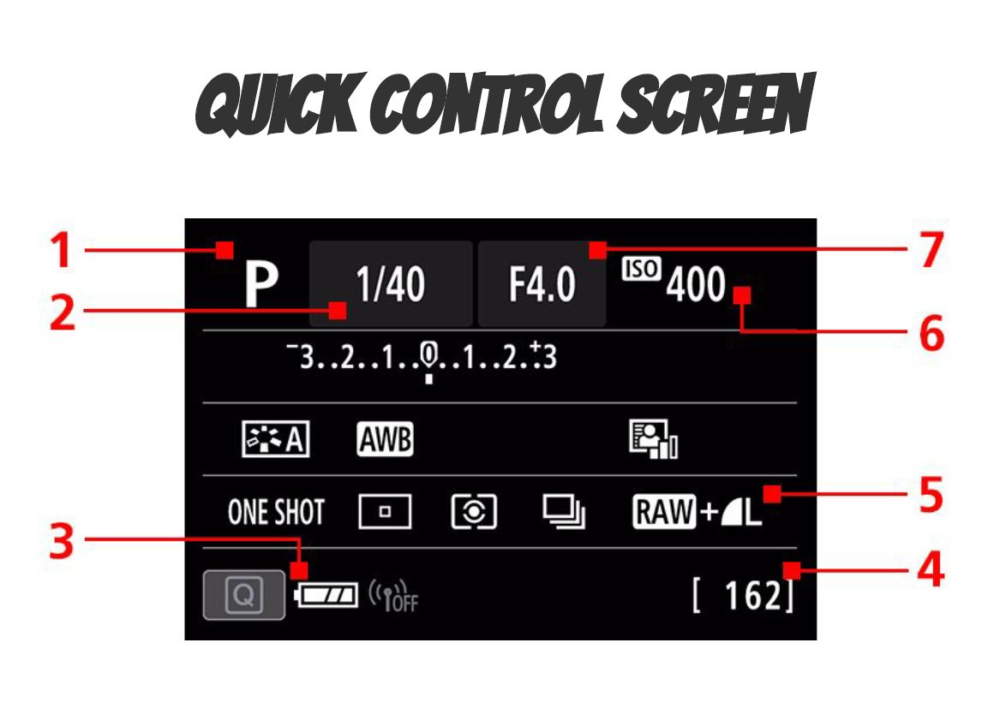 QUICK CONTROL SCREEN
1
P
1/40
F4.0
ISO 400
7
2
6
-3..2..1..0..1..2..+3
A
AWB
ONE SHOT
RAW+L
5
3
Q
OFF
[ 162]
4